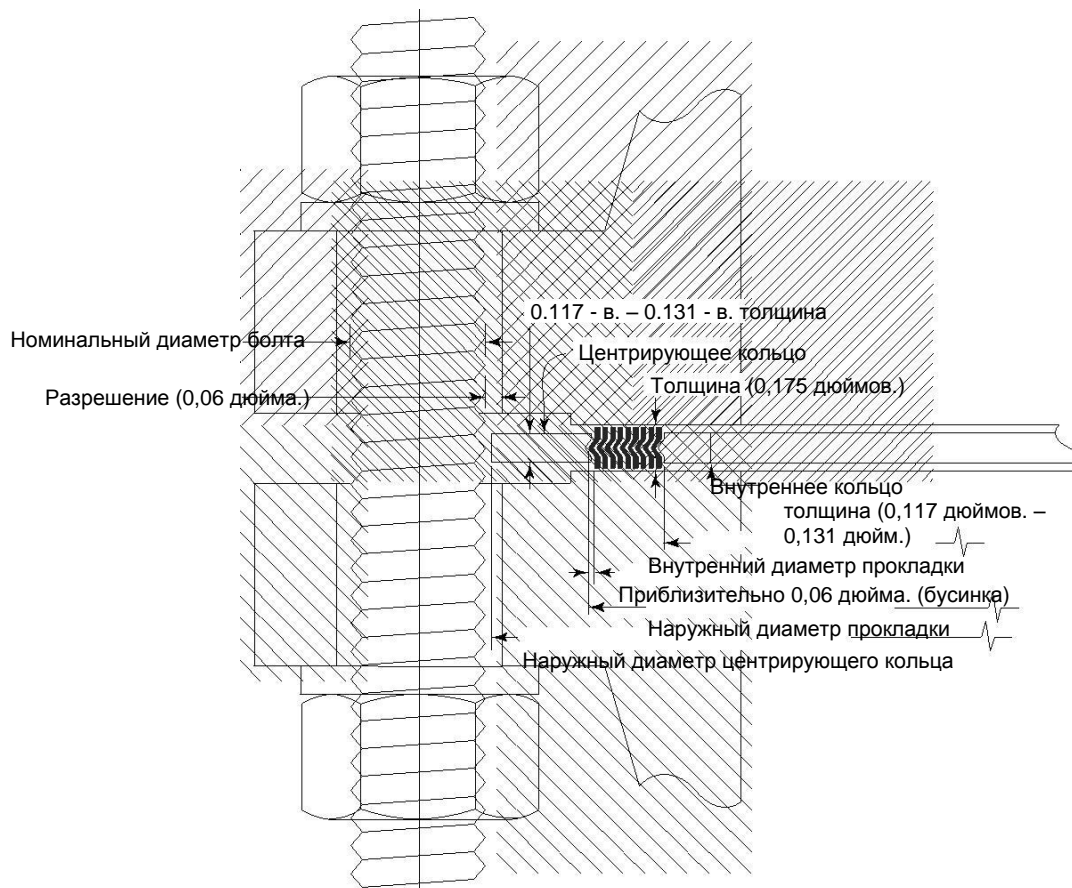 0.117 - в. – 0.131 - в. толщина
Номинальный диаметр болта
Центрирующее кольцо
Толщина (0,175 дюймов.)
Разрешение (0,06 дюйма.)
Внутреннее кольцо
толщина (0,117 дюймов. –
0,131 дюйм.)
Внутренний диаметр прокладки
Приблизительно 0,06 дюйма. (бусинка)
Наружный диаметр прокладки
Наружный диаметр центрирующего кольца